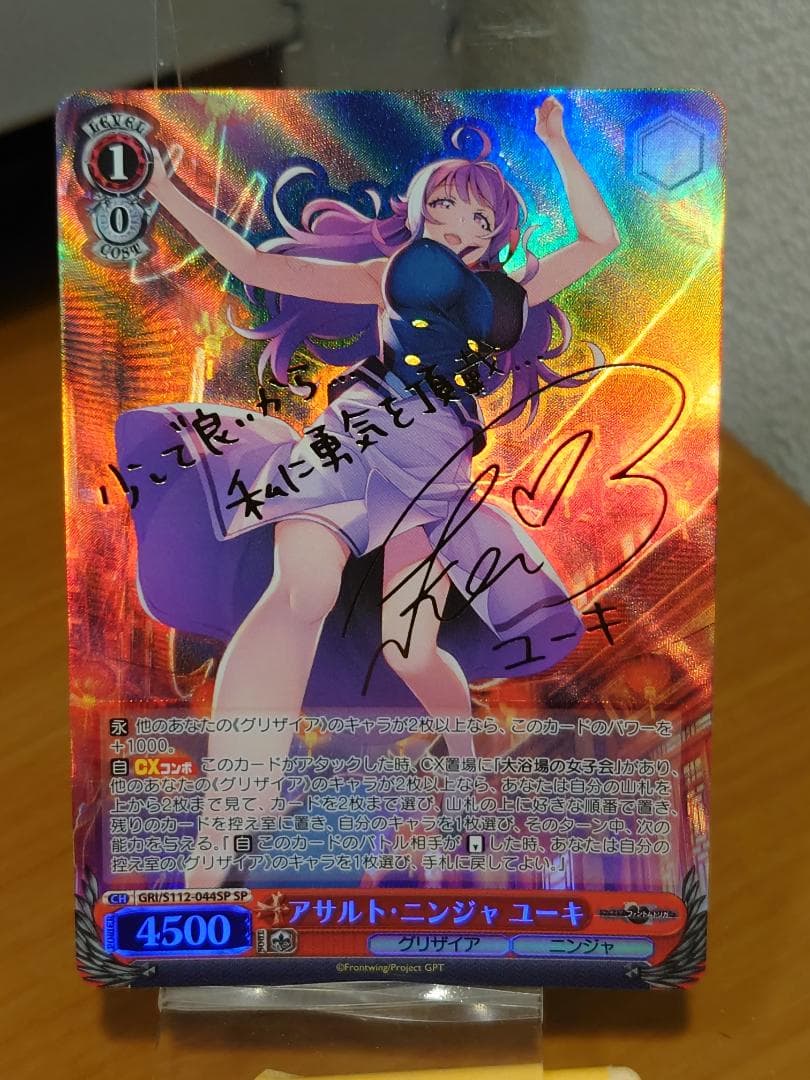 LEVEL
1
0
COST
少しで良いから…
私に勇気を頂戴…
ユーキ
永 他のあなたの《グリザイア》のキャラが2枚以上なら、このカードのパワーを
+1000。
自 CXコンボ このカードがアタックした時、CX置場に「大浴場の女子会」があり、
他のあなたの《グリザイア》のキャラが2枚以上なら、あなたは自分の山札を
上から2枚まで見て、カードを2枚まで選び、山札の上に好きな順番で置き、
残りのカードを控え室に置き、自分のキャラを1枚選び、そのターン中、次の
能力を与える。「自 このカードのバトル相手が した時、あなたは自分の
控え室の《グリザイア》のキャラを1枚選び、手札に戻してよい。」
CH GRI/S112-044SP SP
POWER 4500 SOUL
アサルト・ニンジャ ユーキ
グリザイア ニンジャ
©Frontwing/Project GPT